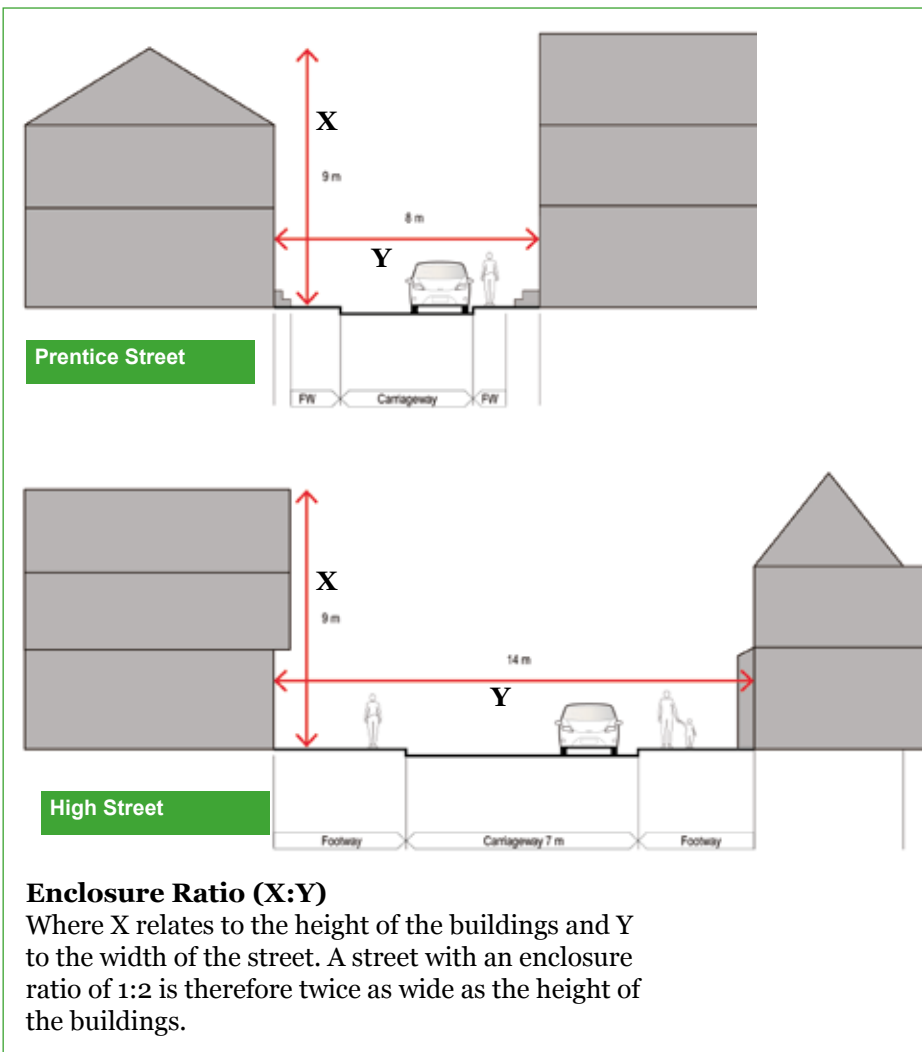 X
9 m
8 m
Y
Prentice Street
FW
Carriageway
FW
X
9 m
14 m
Y
High Street
Footway
Carriageway 7 m
Footway
Enclosure Ratio (X:Y)
Where X relates to the height of the buildings and Y
to the width of the street. A street with an enclosure
ratio of 1:2 is therefore twice as wide as the height of
the buildings.